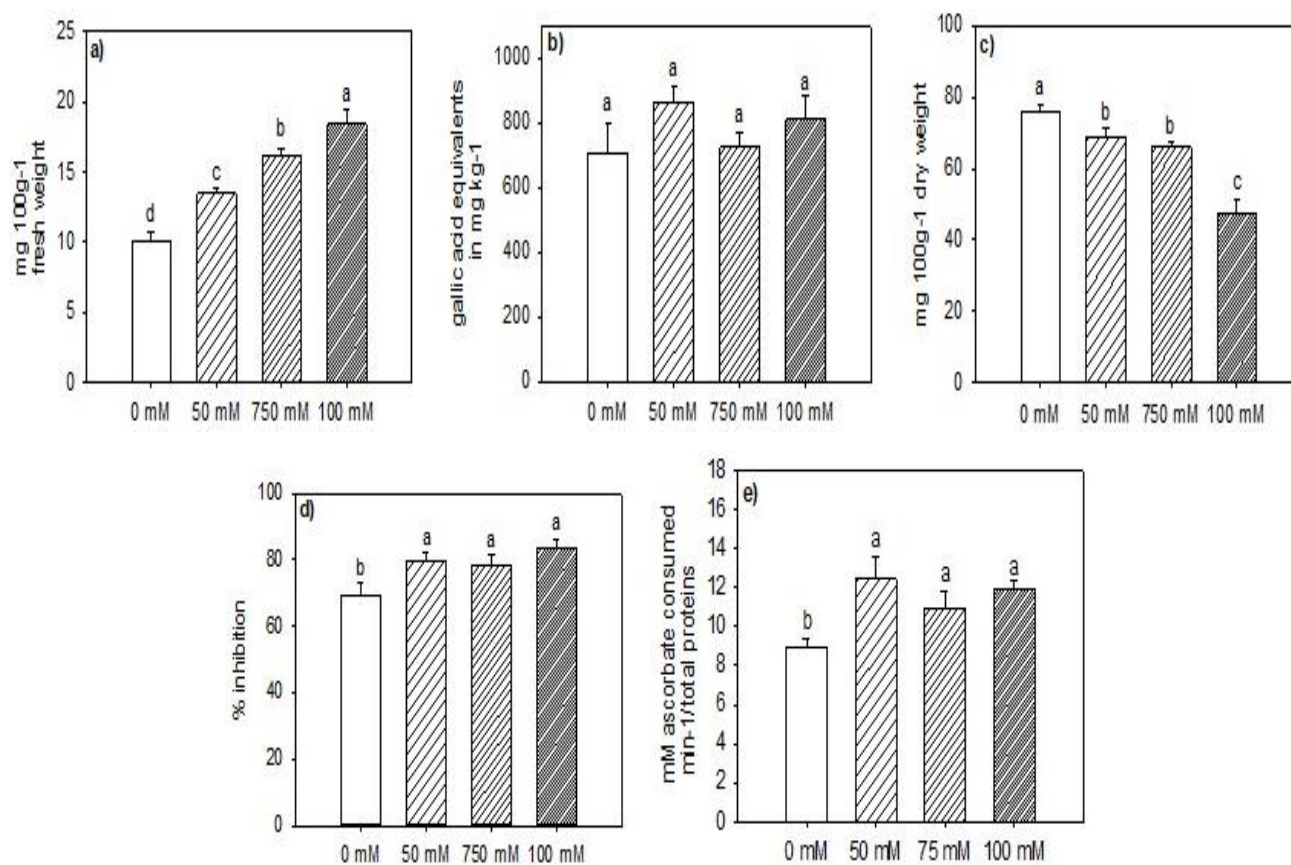 a)
mg 100g-1
fresh weight
25
20
15
10
5
0
d
c
b
a
0 mM 50 mM 750 mM 100 mM
b)
gallic acid equivalents
in mg kg-1
1000
800
600
400
200
0
a
a
a
a
0 mM 50 mM 750 mM 100 mM
c)
mg 100g-1 dry weight
100
80
60
40
20
0
a
b
b
c
0 mM 50 mM 750 mM 100 mM
d)
% inhibition
100
80
60
40
20
0
b
a
a
a
0 mM 50 mM 750 mM 100 mM
e)
mM ascorbate consumed
min-1/total proteins
18
16
14
12
10
8
6
4
2
0
b
a
a
a
0 mM 50 mM 75 mM 100 mM